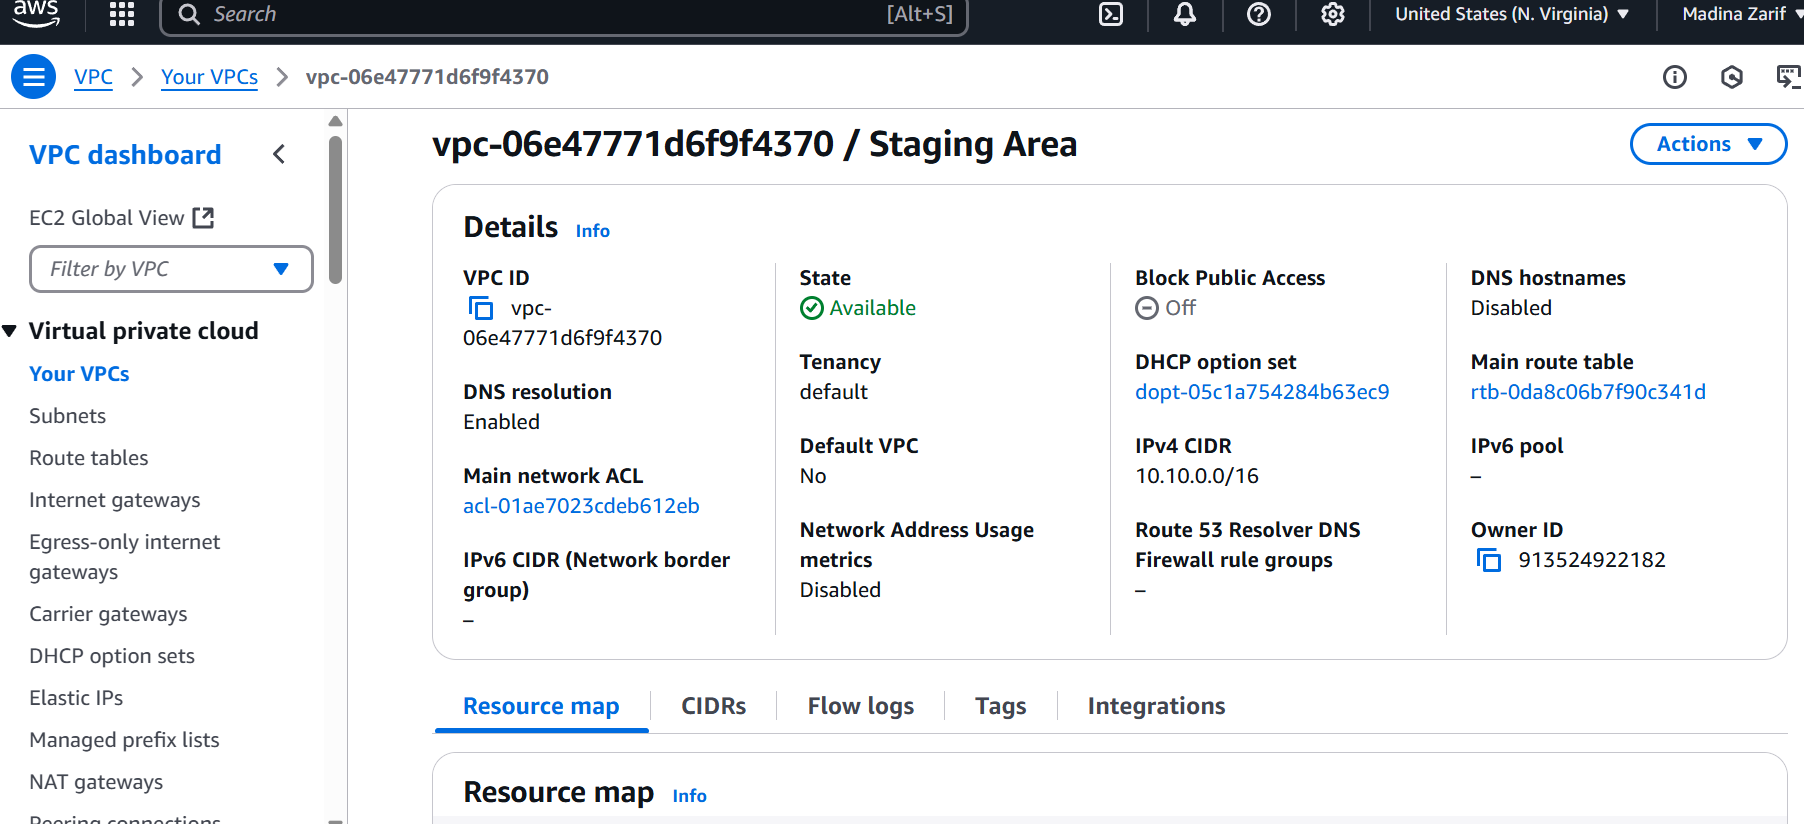 aws
Search
[Alt+S]
United States (N. Virginia)
Madina Zarif
VPC
Your VPCs
vpc-06e47771d6f9f4370
VPC dashboard
EC2 Global View
Filter by VPC
Virtual private cloud
Your VPCs
Subnets
Route tables
Internet gateways
Egress-only internet
gateways
Carrier gateways
DHCP option sets
Elastic IPs
Managed prefix lists
NAT gateways
Peering connections
vpc-06e47771d6f9f4370 / Staging Area
Actions
Details Info
VPC ID
vpc-
06e47771d6f9f4370
DNS resolution
Enabled
Main network ACL
acl-01ae7023cdeb612eb
IPv6 CIDR (Network border
group)
–
State
Available
Tenancy
default
Default VPC
No
Network Address Usage
metrics
Disabled
Block Public Access
Off
DHCP option set
dopt-05c1a754284b63ec9
IPv4 CIDR
10.10.0.0/16
Route 53 Resolver DNS
Firewall rule groups
–
DNS hostnames
Disabled
Main route table
rtb-0da8c06b7f90c341d
IPv6 pool
–
Owner ID
913524922182
Resource map
CIDRs
Flow logs
Tags
Integrations
Resource map Info